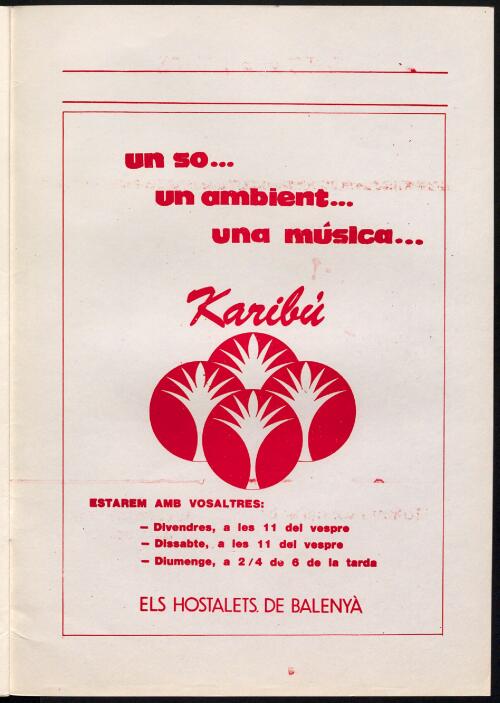 un so...
un ambient...
una música...
Karibú
ESTAREM AMB VOSALTRES:
– Divendres, a les 11 del vespre
– Dissabte, a les 11 del vespre
– Diumenge, a 2/4 de 6 de la tarda
ELS HOSTALETS. DE BALENYÀ